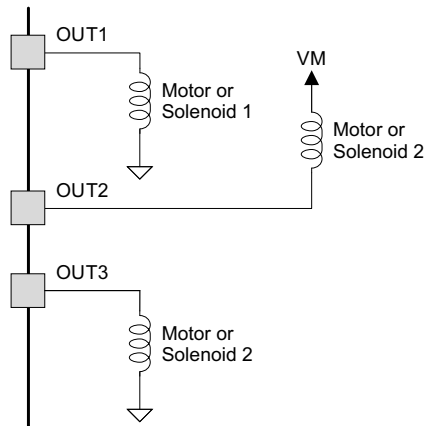 OUT1
Motor or
Solenoid 1
VM
Motor or
Solenoid 2
OUT2
OUT3
Motor or
Solenoid 2